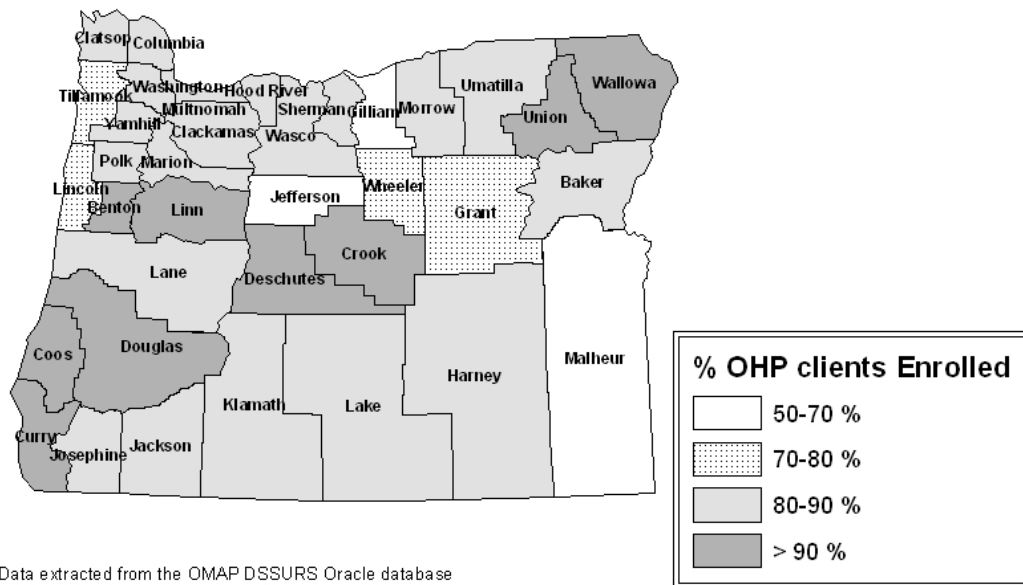 Clatsop
Columbia
Tillamook
Washington
Hood River
Multnomah
Sherman
Gilliam
Morrow
Umatilla
Wallowa
Union
Yamhill
Clackamas
Wasco
Polk
Marion
Lincoln
Benton
Linn
Jefferson
Wheeler
Grant
Baker
Crook
Lane
Deschutes
Coos
Douglas
Malheur
Harney
Klamath
Lake
Curry
Josephine
Jackson
% OHP clients Enrolled
50-70 %
70-80 %
80-90 %
> 90 %
Data extracted from the OMAP DSSURS Oracle database